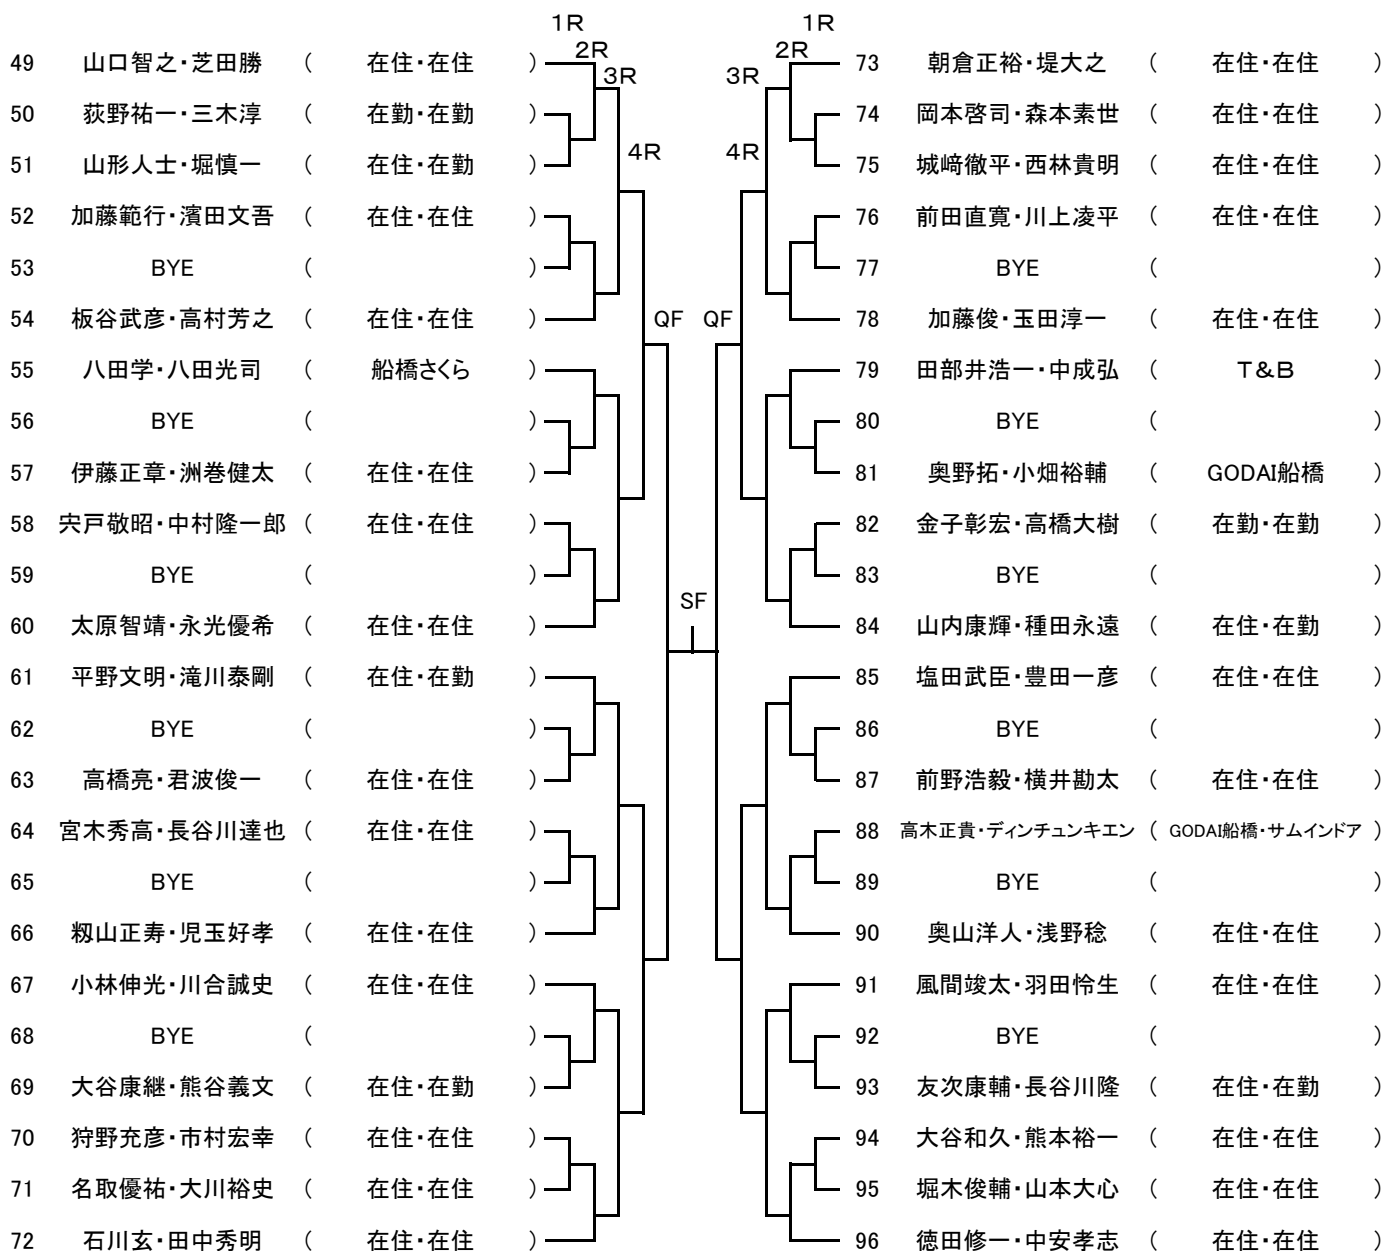 1R 1R
2R 2R
49 山口智之・芝田勝 ( 在住・在住 ) 73 朝倉正裕・堤大之 ( 在住・在住 )
3R 3R
50 荻野祐一・三木淳 ( 在勤・在勤 ) 74 岡本啓司・森本素世 ( 在住・在住 )
4R 4R
51 山形人士・堀慎一 ( 在住・在勤 ) 75 城﨑徹平・西林貴明 ( 在住・在住 )
52 加藤範行・濱田文吾 ( 在住・在住 ) 76 前田直寛・川上凌平 ( 在住・在住 )
53 BYE ( ) 77 BYE ( )
54 板谷武彦・高村芳之 ( 在住・在住 ) QF QF 78 加藤俊・玉田淳一 ( 在住・在住 )
55 八田学・八田光司 ( 船橋さくら ) 79 田部井浩一・中成弘 ( T&B )
56 BYE ( ) 80 BYE ( )
57 伊藤正章・洲巻健太 ( 在住・在住 ) 81 奥野拓・小畑裕輔 ( GODAI船橋 )
58 宍戸敬昭・中村隆一郎 ( 在住・在住 ) 82 金子彰宏・高橋大樹 ( 在勤・在勤 )
59 BYE ( ) 83 BYE ( )
SF
60 太原智靖・永光優希 ( 在住・在住 ) 84 山内康輝・種田永遠 ( 在住・在勤 )
61 平野文明・滝川泰剛 ( 在住・在勤 ) 85 塩田武臣・豊田一彦 ( 在住・在住 )
62 BYE ( ) 86 BYE ( )
63 高橋亮・君波俊一 ( 在住・在住 ) 87 前野浩毅・横井勘太 ( 在住・在住 )
64 宮木秀高・長谷川達也 ( 在住・在住 ) 88 高木正貴・ディンチュンキエン ( GODAI船橋・サムインドア )
65 BYE ( ) 89 BYE ( )
66 籾山正寿・児玉好孝 ( 在住・在住 ) 90 奥山洋人・浅野稔 ( 在住・在住 )
67 小林伸光・川合誠史 ( 在住・在住 ) 91 風間竣太・羽田怜生 ( 在住・在住 )
68 BYE ( ) 92 BYE ( )
69 大谷康継・熊谷義文 ( 在住・在勤 ) 93 友次康輔・長谷川隆 ( 在住・在勤 )
70 狩野充彦・市村宏幸 ( 在住・在住 ) 94 大谷和久・熊本裕一 ( 在住・在住 )
71 名取優祐・大川裕史 ( 在住・在住 ) 95 堀木俊輔・山本大心 ( 在住・在住 )
72 石川玄・田中秀明 ( 在住・在住 ) 96 徳田修一・中安孝志 ( 在住・在住 )